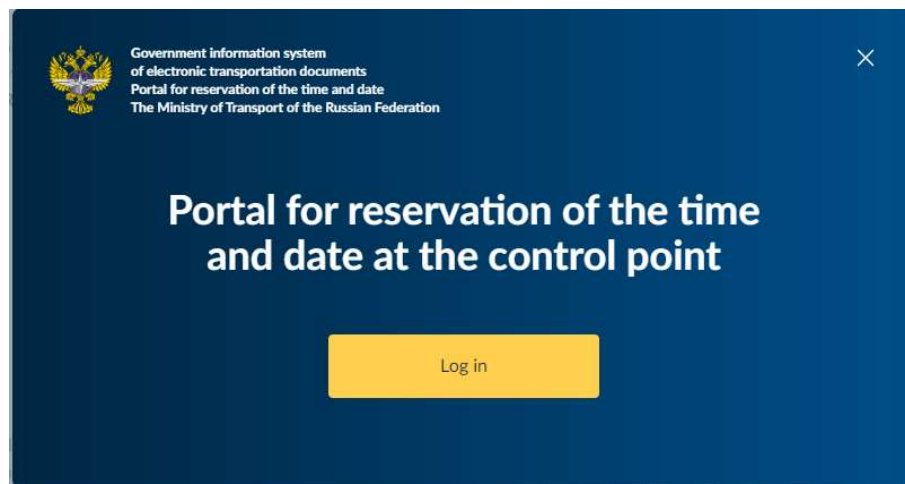 Government information system
of electronic transportation documents
Portal for reservation of the time and date
The Ministry of Transport of the Russian Federation
Portal for reservation of the time
and date at the control point
Log in